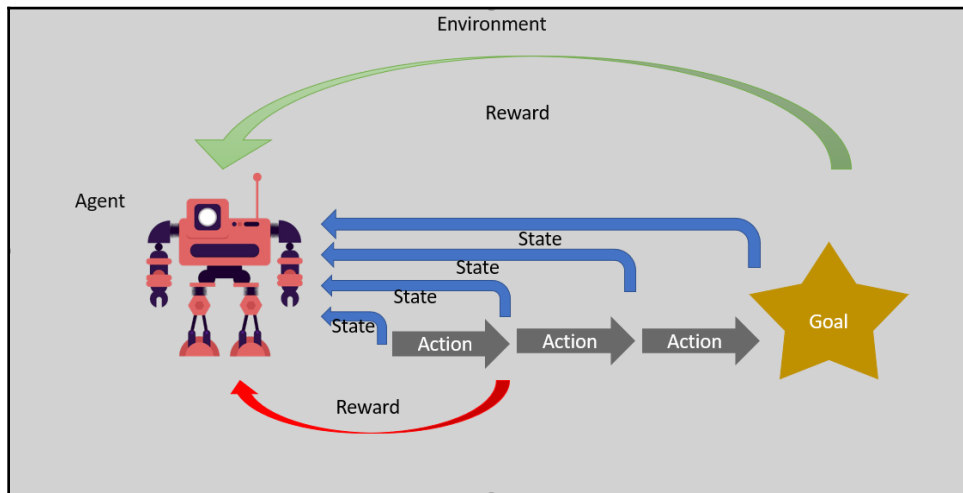 Environment
Reward
Agent
State
State
State
State
Action
Action
Action
Goal
Reward